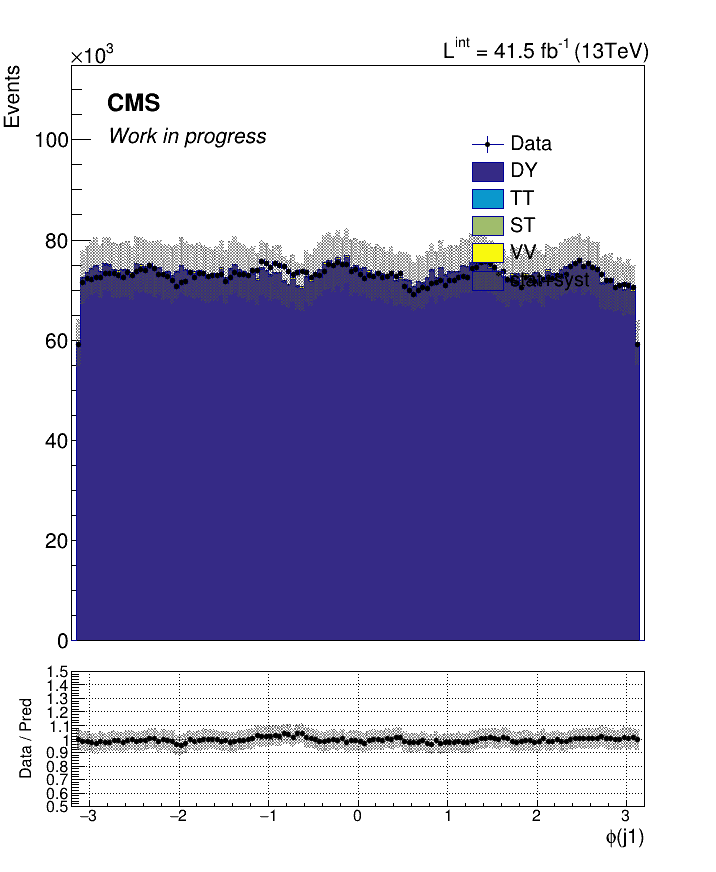 ×10³
L^int = 41.5 fb⁻¹ (13TeV)
Events
CMS
Work in progress
Data
DY
TT
ST
VV
stat+syst
100
80
60
40
20
0
Data / Pred
1.5
1.4
1.3
1.2
1.1
1
0.9
0.8
0.7
0.6
0.5
−3 −2 −1 0 1 2 3
ϕ(j1)